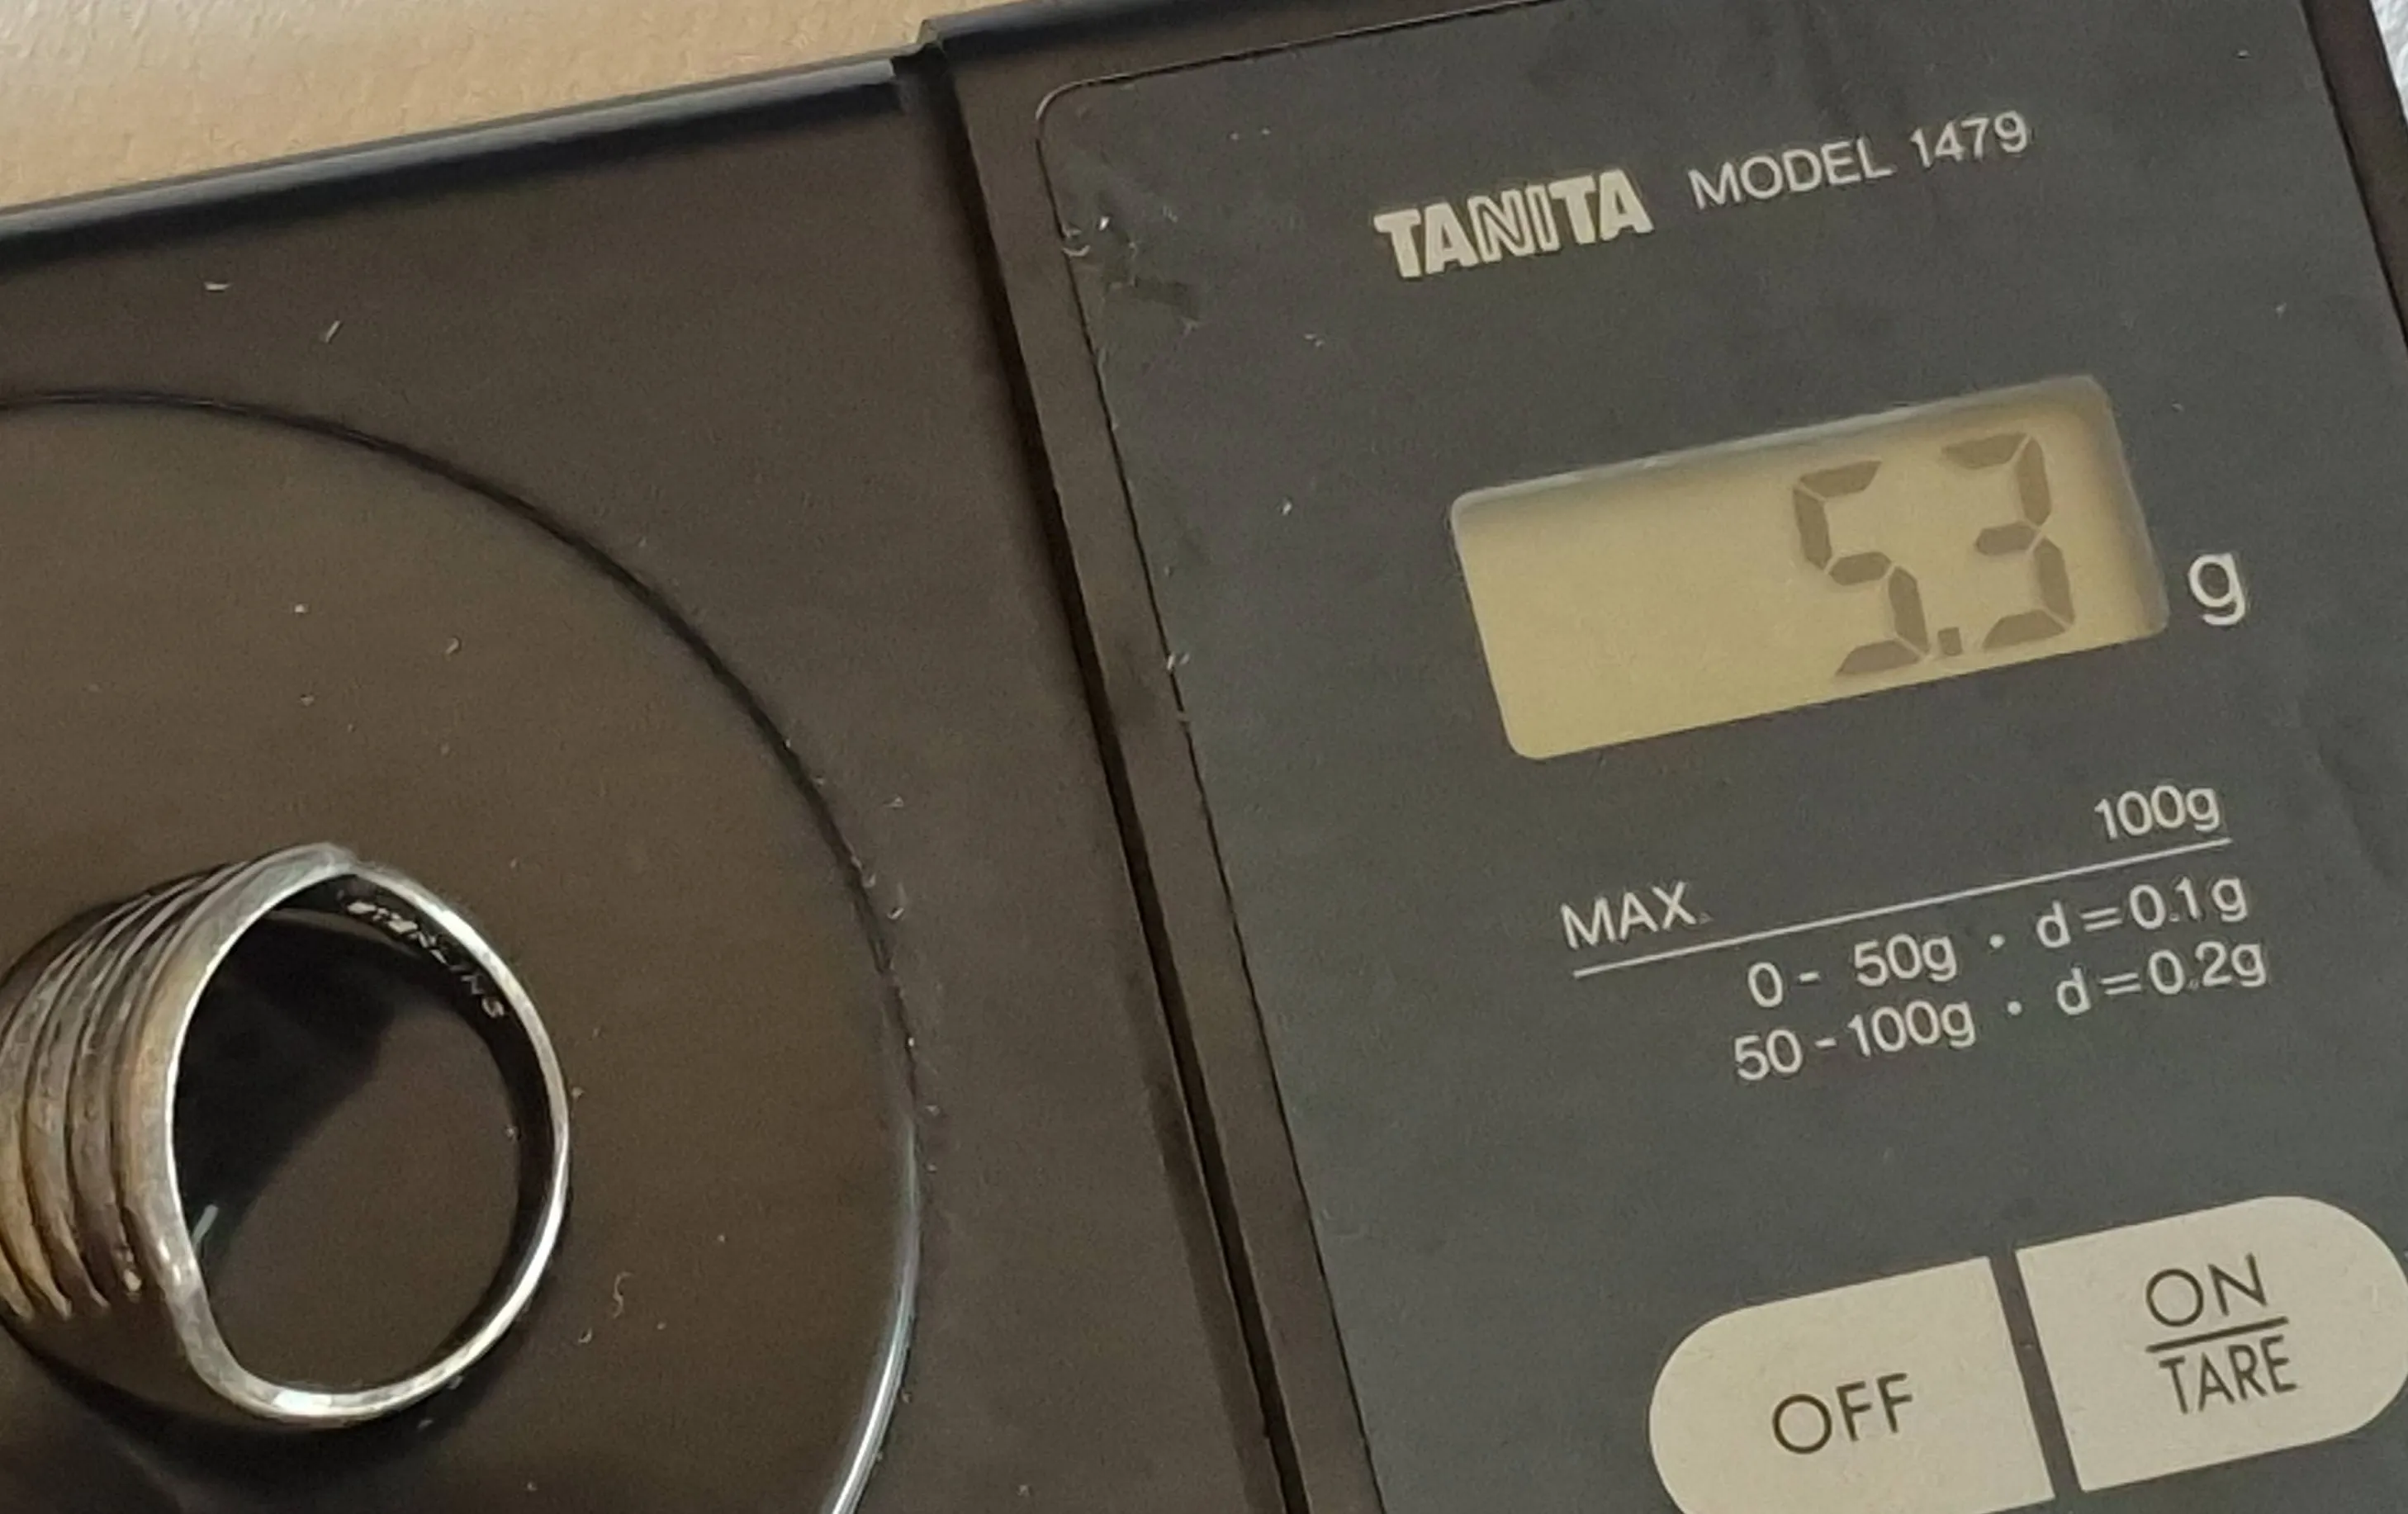 TANITA MODEL 1479
5.3 g
100g
MAX.
0 - 50g · d=0.1g
50-100g · d=0.2g
OFF
ON
TARE